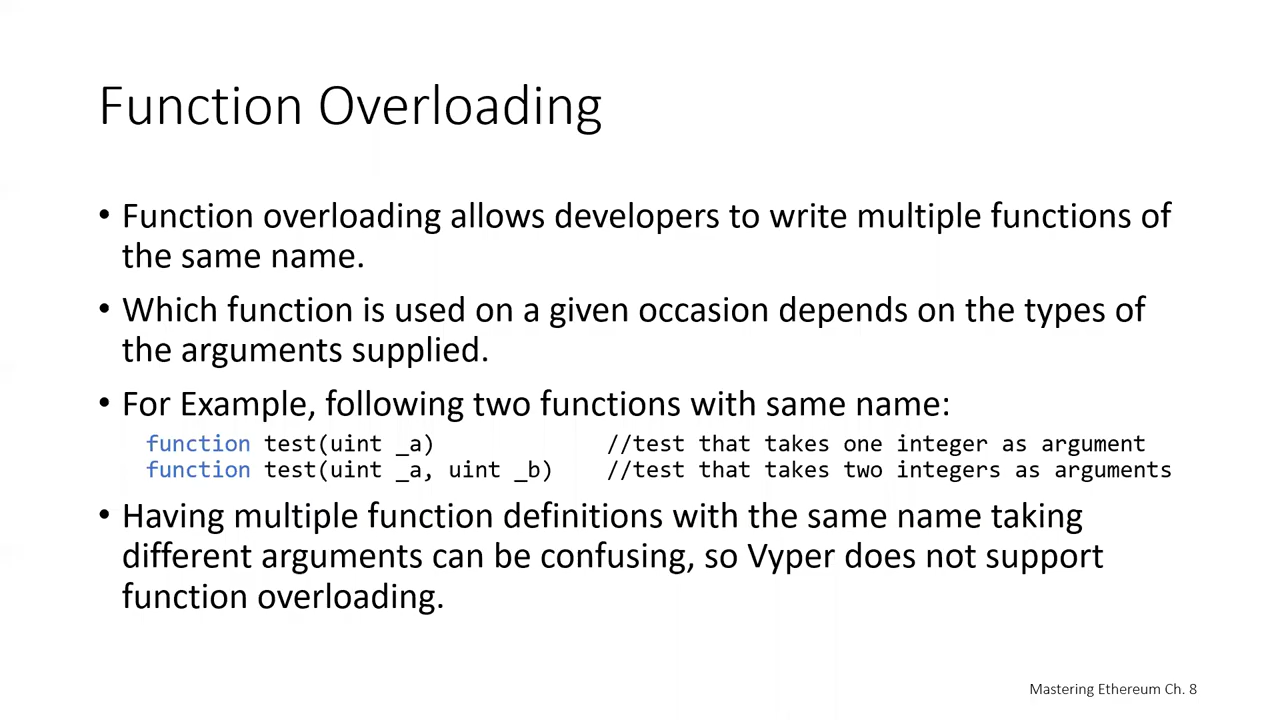 Function Overloading
• Function overloading allows developers to write multiple functions of
the same name.
• Which function is used on a given occasion depends on the types of
the arguments supplied.
• For Example, following two functions with same name:
function test(uint _a) //test that takes one integer as argument
function test(uint _a, uint _b) //test that takes two integers as arguments
• Having multiple function definitions with the same name taking
different arguments can be confusing, so Vyper does not support
function overloading.
Mastering Ethereum Ch. 8